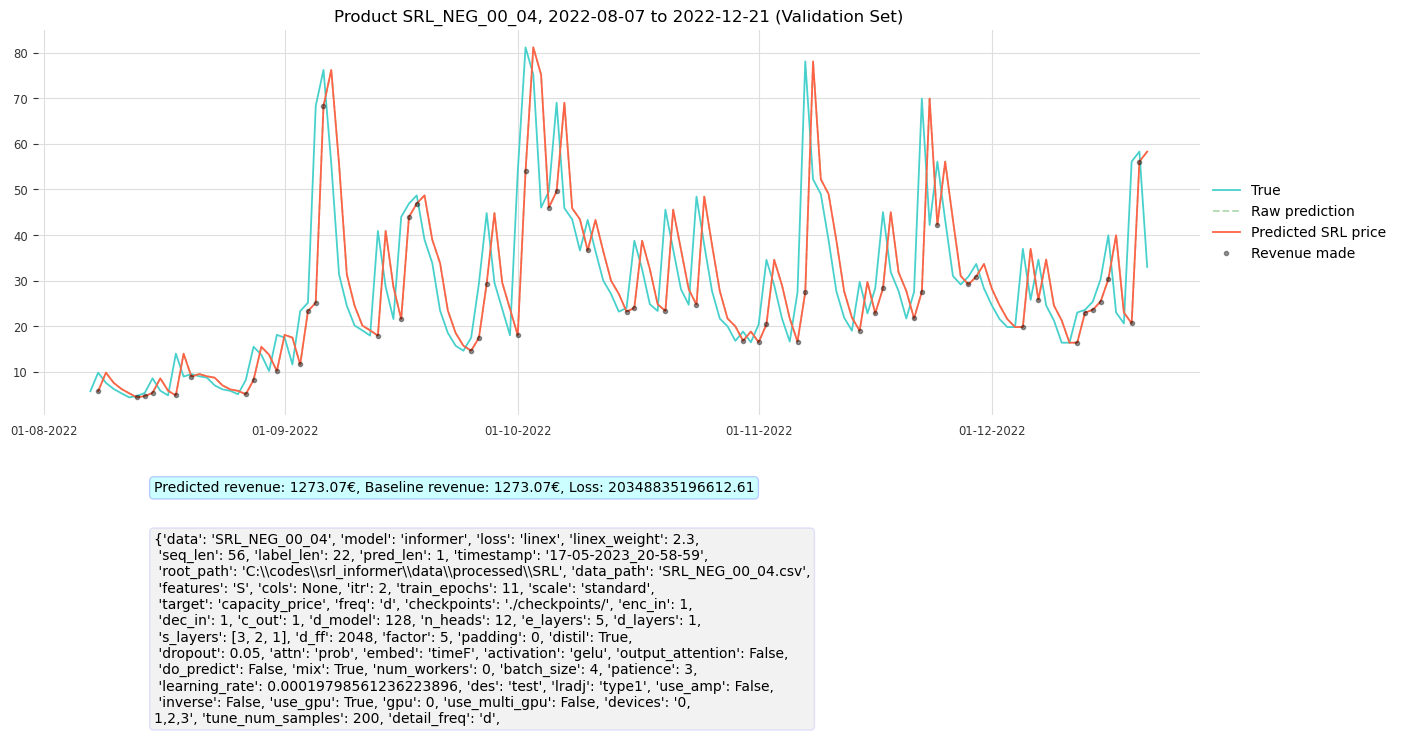 Product SRL_NEG_00_04, 2022-08-07 to 2022-12-21 (Validation Set)
80
70
60
50
40
30
20
10
01-08-2022
01-09-2022
01-10-2022
01-11-2022
01-12-2022
True
Raw prediction
Predicted SRL price
Revenue made
Predicted revenue: 1273.07€, Baseline revenue: 1273.07€, Loss: 20348835196612.61
{'data': 'SRL_NEG_00_04', 'model': 'informer', 'loss': 'linex', 'linex_weight': 2.3,
'seq_len': 56, 'label_len': 22, 'pred_len': 1, 'timestamp': '17-05-2023_20-58-59',
'root_path': 'C:\\codes\\srl_informer\\data\\processed\\SRL', 'data_path': 'SRL_NEG_00_04.csv',
'features': 'S', 'cols': None, 'itr': 2, 'train_epochs': 11, 'scale': 'standard',
'target': 'capacity_price', 'freq': 'd', 'checkpoints': './checkpoints/', 'enc_in': 1,
'dec_in': 1, 'c_out': 1, 'd_model': 128, 'n_heads': 12, 'e_layers': 5, 'd_layers': 1,
's_layers': [3, 2, 1], 'd_ff': 2048, 'factor': 5, 'padding': 0, 'distil': True,
'dropout': 0.05, 'attn': 'prob', 'embed': 'timeF', 'activation': 'gelu', 'output_attention': False,
'do_predict': False, 'mix': True, 'num_workers': 0, 'batch_size': 4, 'patience': 3,
'learning_rate': 0.00019798561236223896, 'des': 'test', 'lradj': 'type1', 'use_amp': False,
'inverse': False, 'use_gpu': True, 'gpu': 0, 'use_multi_gpu': False, 'devices': '0,
1,2,3', 'tune_num_samples': 200, 'detail_freq': 'd',